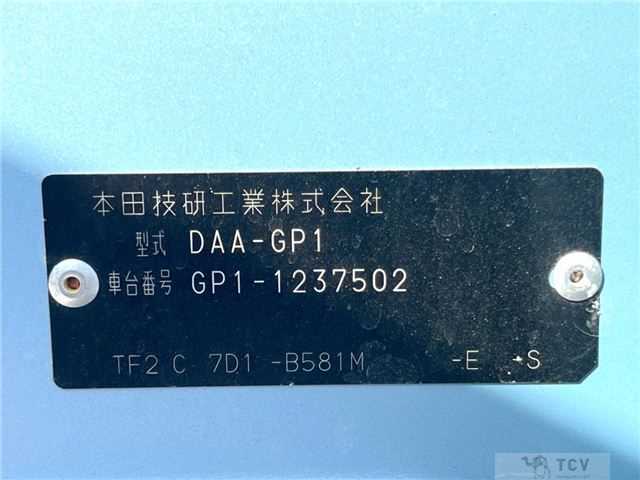 本田技研工業株式会社
型式 DAA-GP1
車台番号 GP1-1237502
TF2 C 7D1 -B581M -E -S
TCV